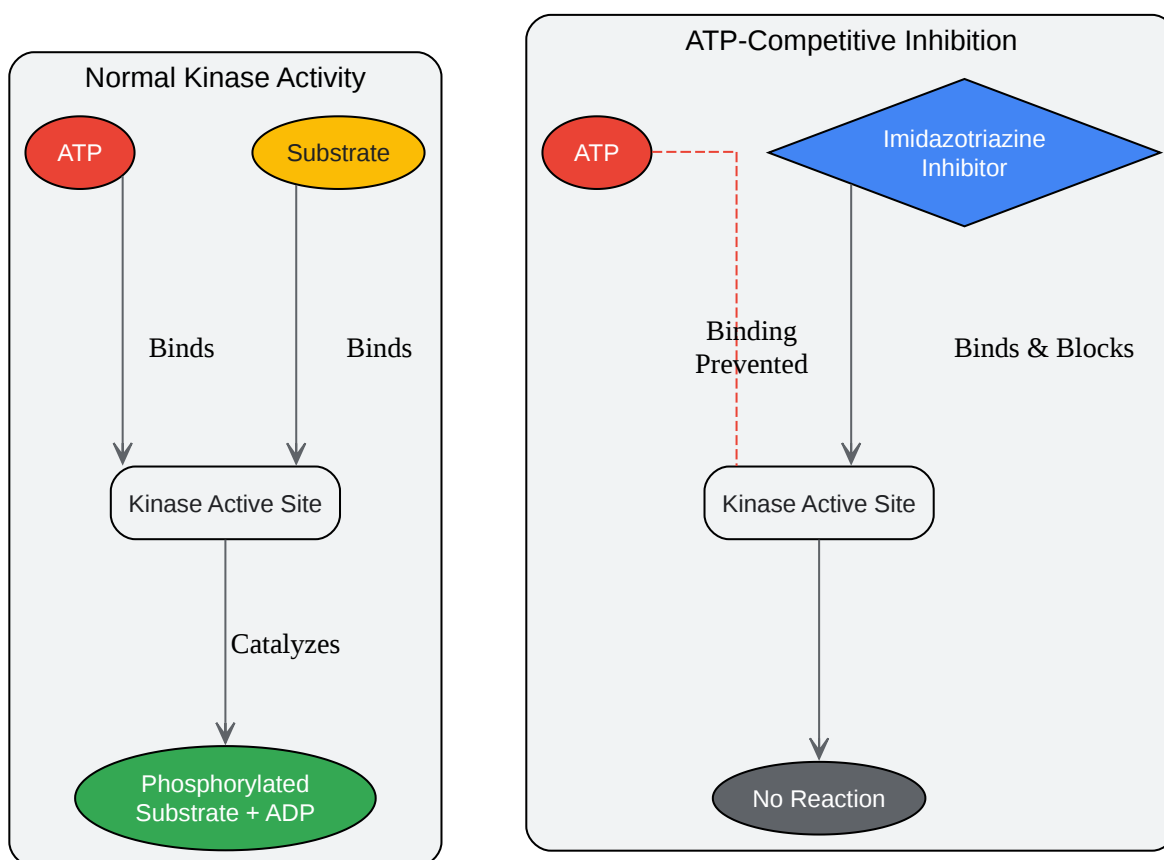 Normal Kinase Activity
ATP
Substrate
Binds
Binds
Kinase Active Site
Catalyzes
Phosphorylated
Substrate + ADP
ATP-Competitive Inhibition
ATP
Imidazotriazine
Inhibitor
Binding
Prevented
Binds & Blocks
Kinase Active Site
No Reaction